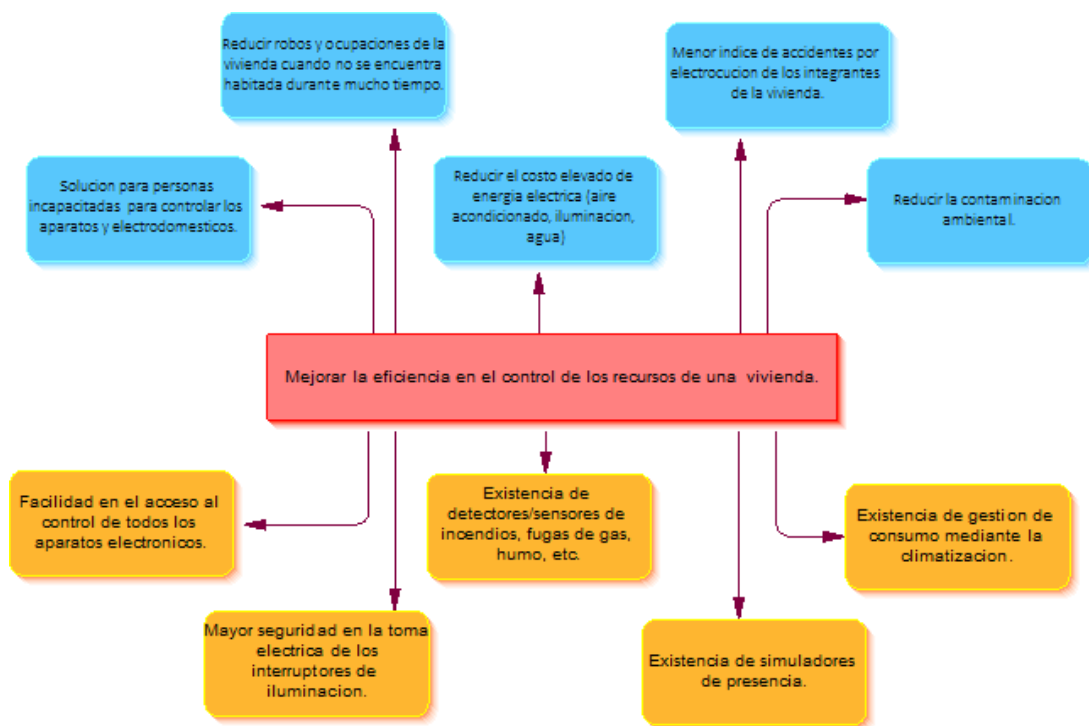 Reducir robos y ocupaciones de la
vivienda cuando no se encuentra
habitada durante mucho tiempo.
Menor indice de accidentes por
electrocucion de los integrantes
de la vivienda.
Solucion para personas
incapacitadas para controlar los
aparatos y electrodomesticos.
Reducir el costo elevado de
energia electrica (aire
acondicionado, iluminacion,
agua)
Reducir la contaminacion
ambiental.
Mejorar la eficiencia en el control de los recursos de una vivienda.
Facilidad en el acceso al
control de todos los
aparatos electronicos.
Existencia de
detectores/sensores de
incendios, fugas de gas,
humo, etc.
Existencia de gestion de
consumo mediante la
climatizacion.
Mayor seguridad en la toma
electrica de los
interruptores de
iluminacion.
Existencia de simuladores
de presencia.